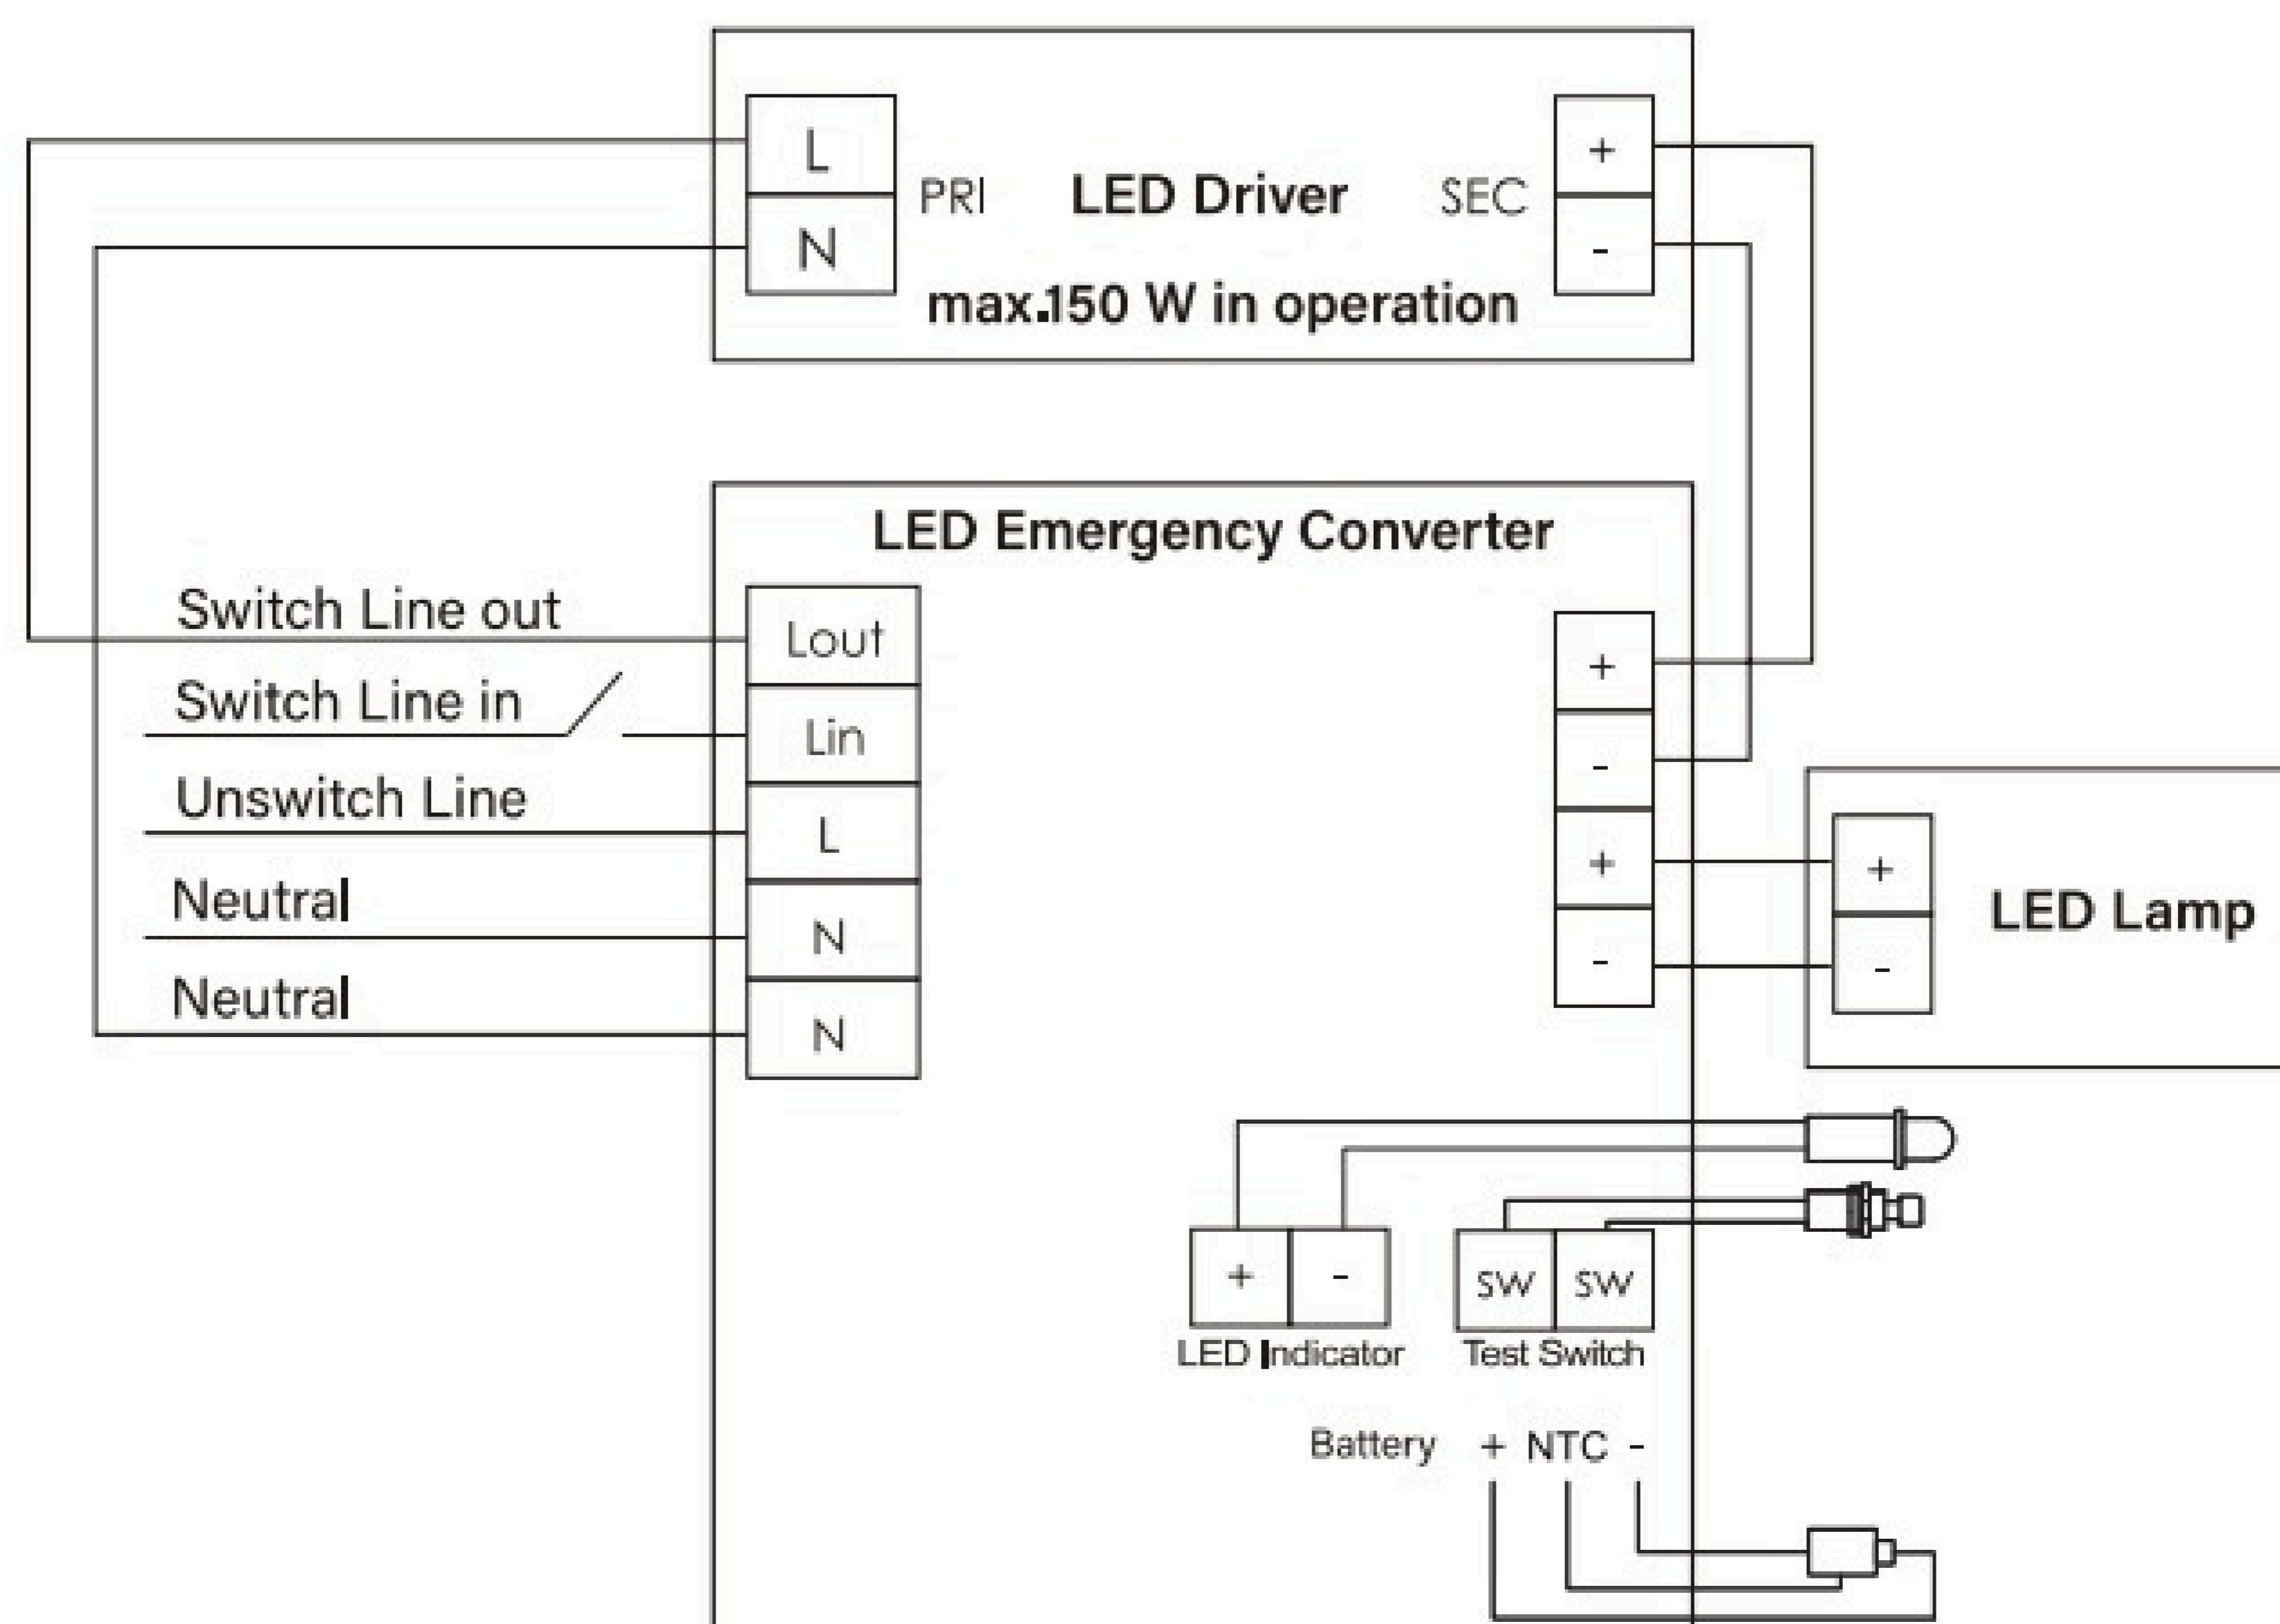 L
PRI LED Driver SEC
N
+
-
max.150 W in operation
LED Emergency Converter
Switch Line out
Lout
Switch Line in
Lin
Unswitch Line
L
Neutral
N
Neutral
N
+
-
+
-
+
-
LED Lamp
+ -
LED Indicator
SW SW
Test Switch
Battery + NTC -